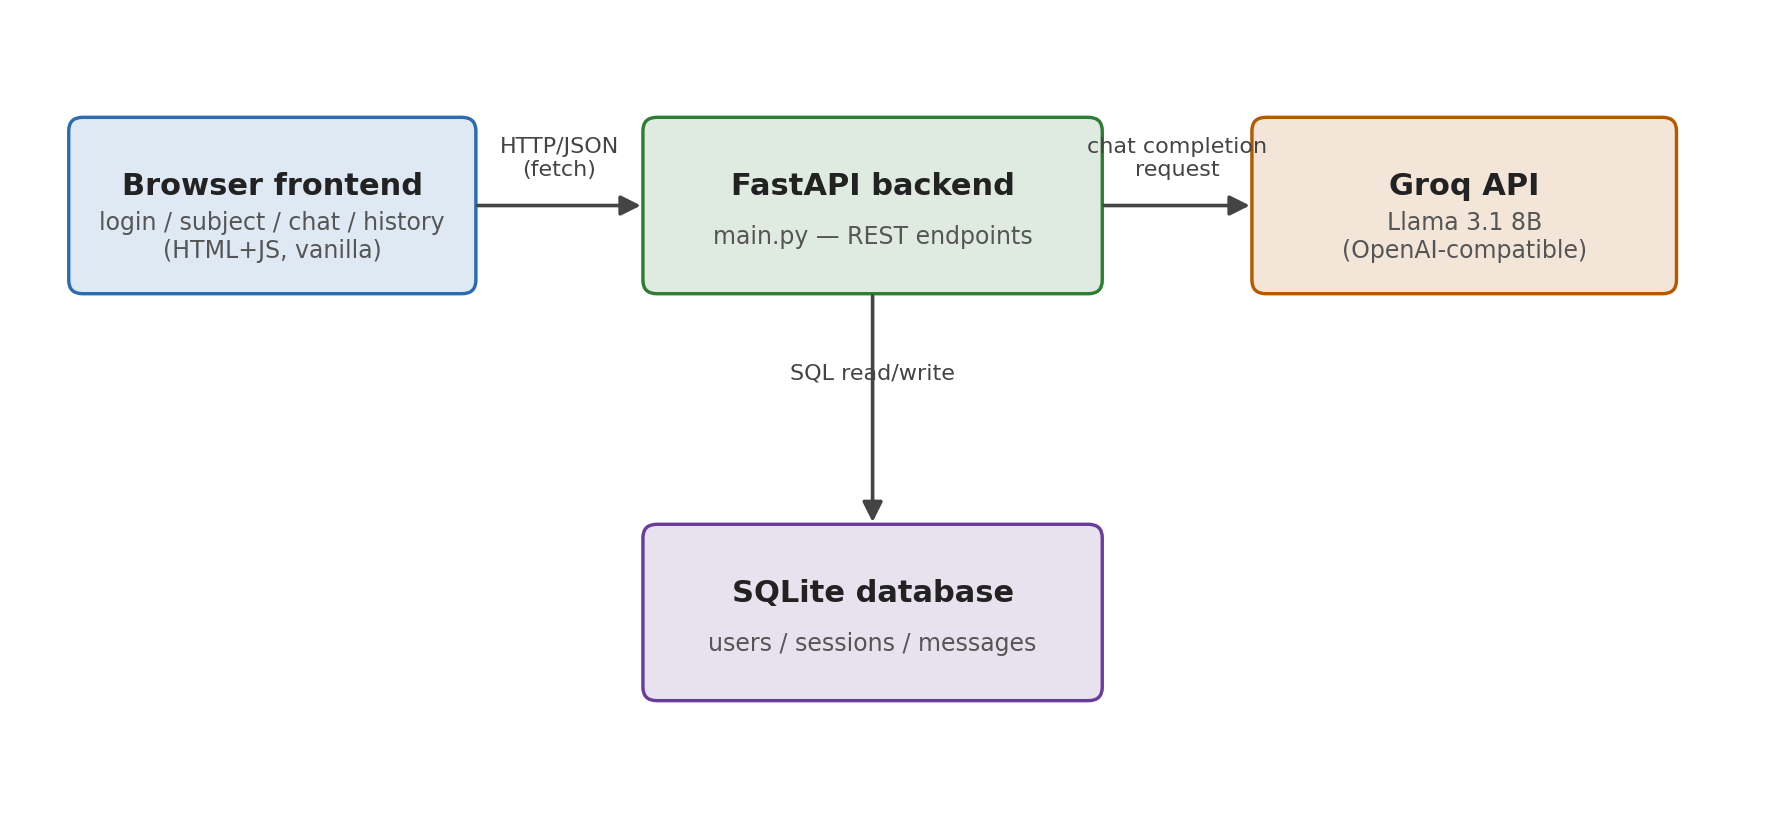 Browser frontend
login / subject / chat / history
(HTML+JS, vanilla)
HTTP/JSON
(fetch)
FastAPI backend
main.py — REST endpoints
chat completion
request
Groq API
Llama 3.1 8B
(OpenAI-compatible)
SQL read/write
SQLite database
users / sessions / messages